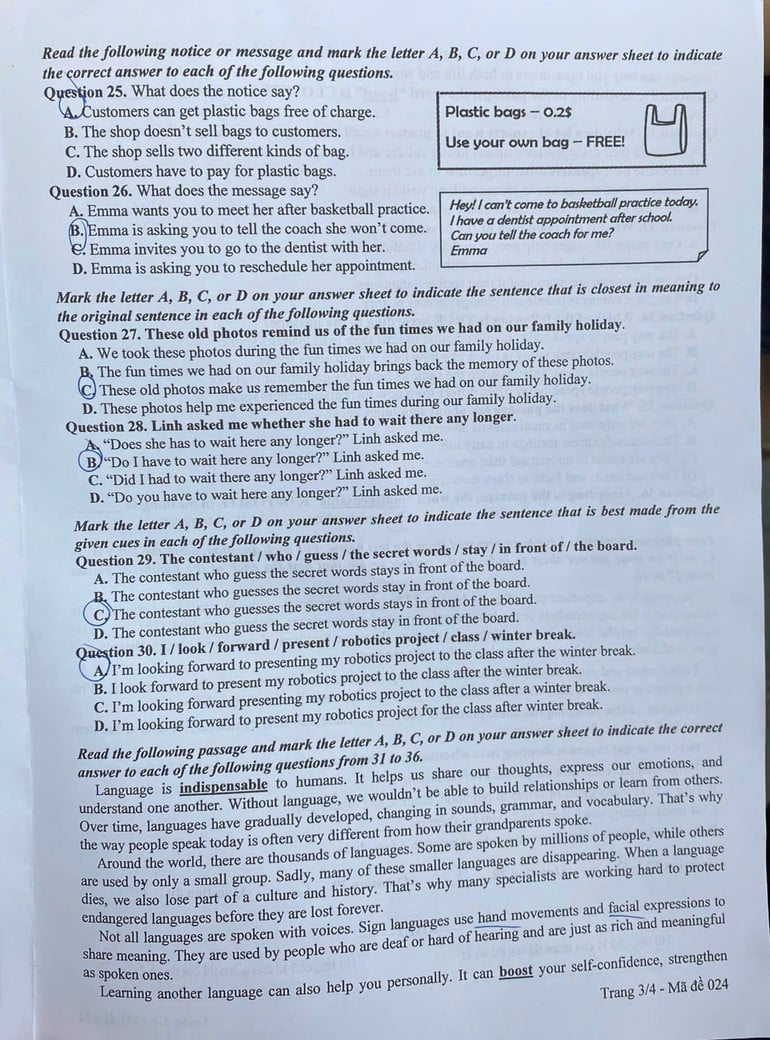 Read the following notice or message and mark the letter A, B, C, or D on your answer sheet to indicate
the correct answer to each of the following questions.
Question 25. What does the notice say?
A. Customers can get plastic bags free of charge.
B. The shop doesn't sell bags to customers.
C. The shop sells two different kinds of bag.
D. Customers have to pay for plastic bags.
Plastic bags – 0.2$
Use your own bag – FREE!
Question 26. What does the message say?
A. Emma wants you to meet her after basketball practice.
B. Emma is asking you to tell the coach she won't come.
C. Emma invites you to go to the dentist with her.
D. Emma is asking you to reschedule her appointment.
Hey! I can't come to basketball practice today.
I have a dentist appointment after school.
Can you tell the coach for me?
Emma
Mark the letter A, B, C, or D on your answer sheet to indicate the sentence that is closest in meaning to
the original sentence in each of the following questions.
Question 27. These old photos remind us of the fun times we had on our family holiday.
A. We took these photos during the fun times we had on our family holiday.
B. The fun times we had on our family holiday brings back the memory of these photos.
C. These old photos make us remember the fun times we had on our family holiday.
D. These photos help me experienced the fun times during our family holiday.
Question 28. Linh asked me whether she had to wait there any longer.
A. "Does she has to wait here any longer?" Linh asked me.
B. "Do I have to wait here any longer?" Linh asked me.
C. "Did I had to wait there any longer?" Linh asked me.
D. "Do you have to wait here any longer?" Linh asked me.
Mark the letter A, B, C, or D on your answer sheet to indicate the sentence that is best made from the
given cues in each of the following questions.
Question 29. The contestant / who / guess / the secret words / stay / in front of / the board.
A. The contestant who guess the secret words stays in front of the board.
B. The contestant who guesses the secret words stay in front of the board.
C. The contestant who guesses the secret words stays in front of the board.
D. The contestant who guess the secret words stay in front of the board.
Question 30. I / look / forward / present / robotics project / class / winter break.
A. I'm looking forward to presenting my robotics project to the class after the winter break.
B. I look forward to present my robotics project to the class after the winter break.
C. I'm looking forward presenting my robotics project to the class after a winter break.
D. I'm looking forward to present my robotics project for the class after winter break.
Read the following passage and mark the letter A, B, C, or D on your answer sheet to indicate the correct
answer to each of the following questions from 31 to 36.
Language is indispensable to humans. It helps us share our thoughts, express our emotions, and
understand one another. Without language, we wouldn't be able to build relationships or learn from others.
Over time, languages have gradually developed, changing in sounds, grammar, and vocabulary. That's why
the way people speak today is often very different from how their grandparents spoke.
Around the world, there are thousands of languages. Some are spoken by millions of people, while others
are used by only a small group. Sadly, many of these smaller languages are disappearing. When a language
dies, we also lose part of a culture and history. That's why many specialists are working hard to protect
endangered languages before they are lost forever.
Not all languages are spoken with voices. Sign languages use hand movements and facial expressions to
share meaning. They are used by people who are deaf or hard of hearing and are just as rich and meaningful
as spoken ones.
Learning another language can also help you personally. It can boost your self-confidence, strengthen
Trang 3/4 - Mã đề 024